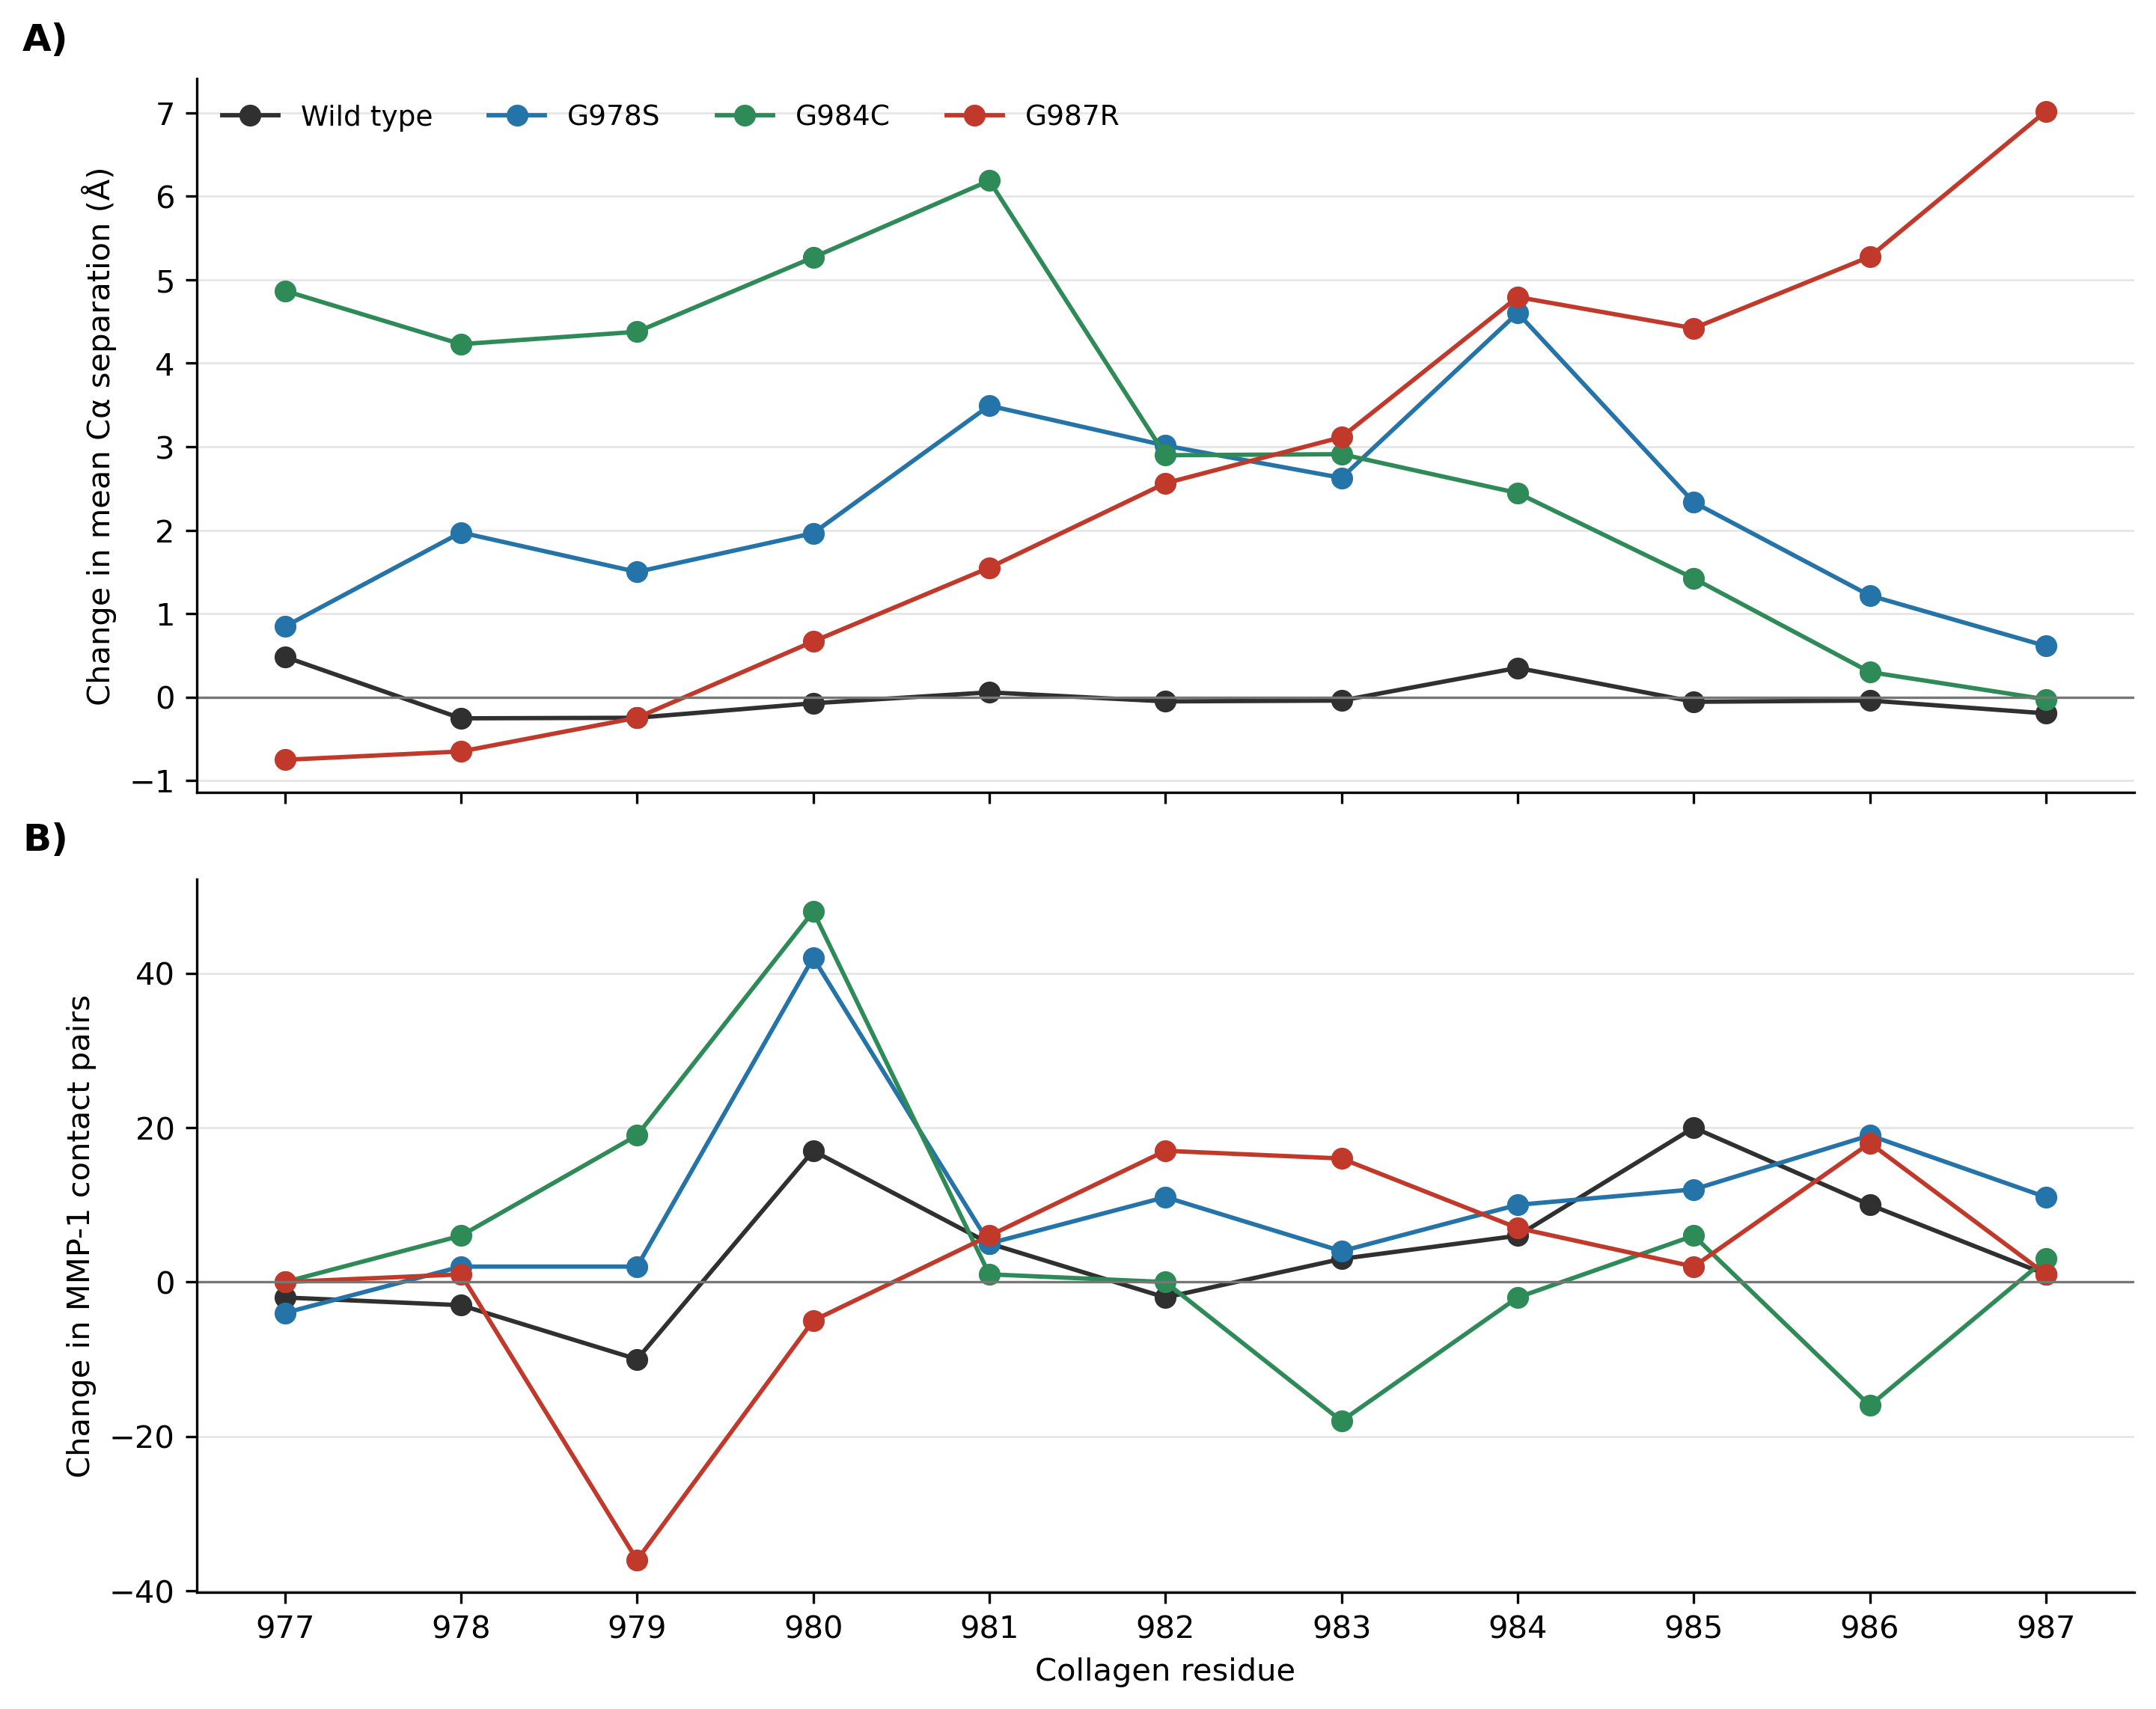 A)
Wild type G978S G984C G987R
Change in mean Cα separation (Å)
7
6
5
4
3
2
1
0
−1
B)
Change in MMP-1 contact pairs
40
20
0
−20
−40
977 978 979 980 981 982 983 984 985 986 987
Collagen residue